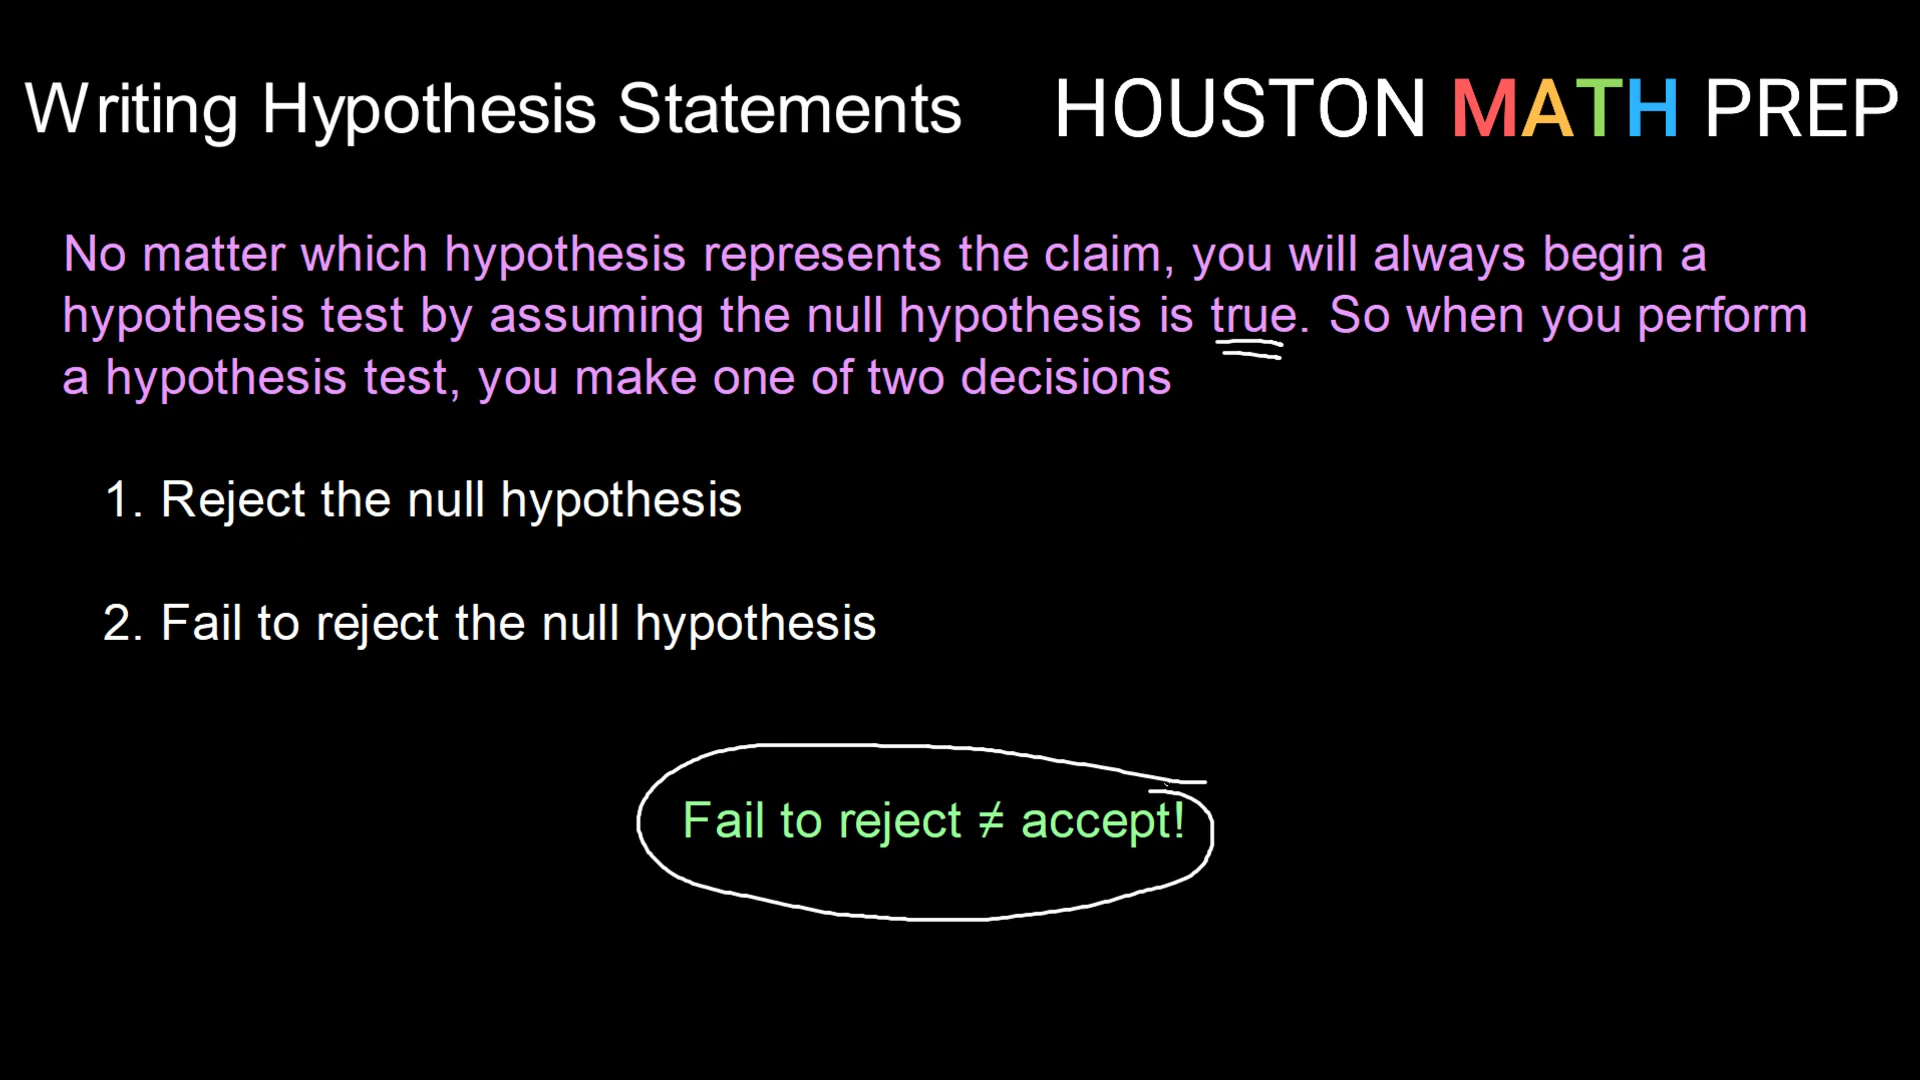 Writing Hypothesis Statements
HOUSTON MATH PREP
No matter which hypothesis represents the claim, you will always begin a
hypothesis test by assuming the null hypothesis is true. So when you perform
a hypothesis test, you make one of two decisions
1. Reject the null hypothesis
2. Fail to reject the null hypothesis
Fail to reject ≠ accept!